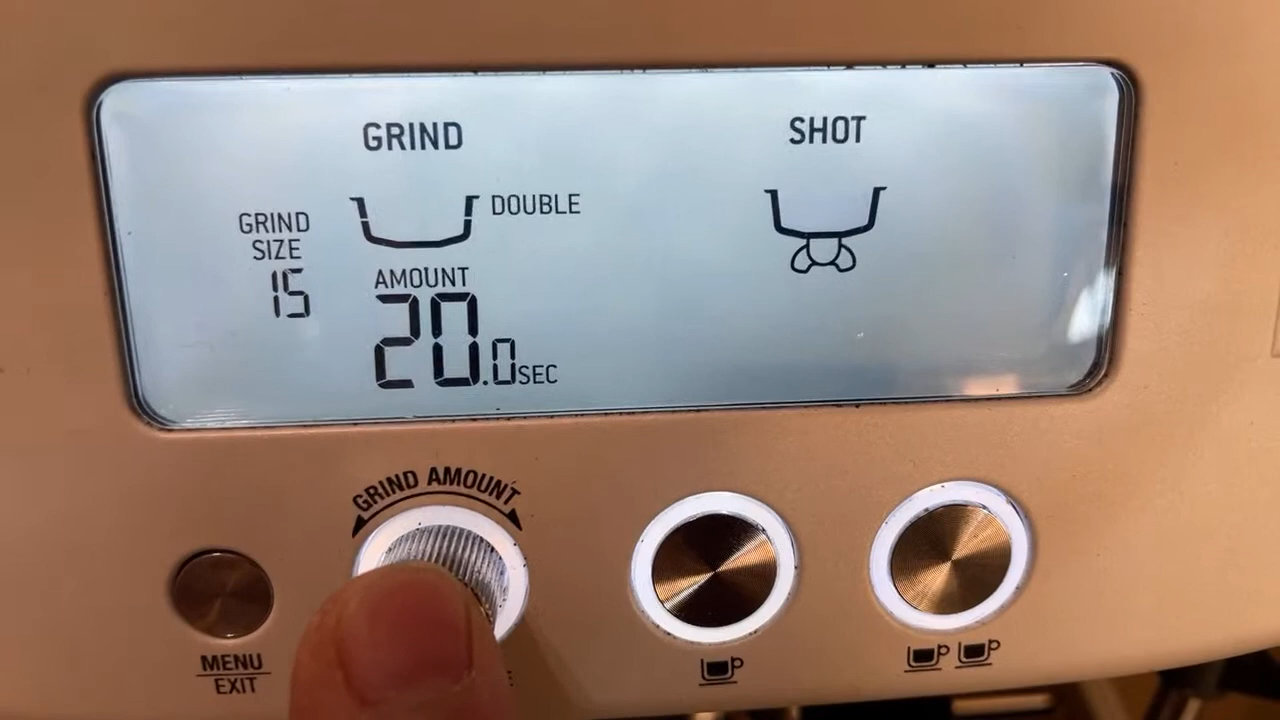 GRIND
SHOT
DOUBLE
GRIND
SIZE
15
AMOUNT
20.0SEC
GRIND AMOUNT
MENU
EXIT